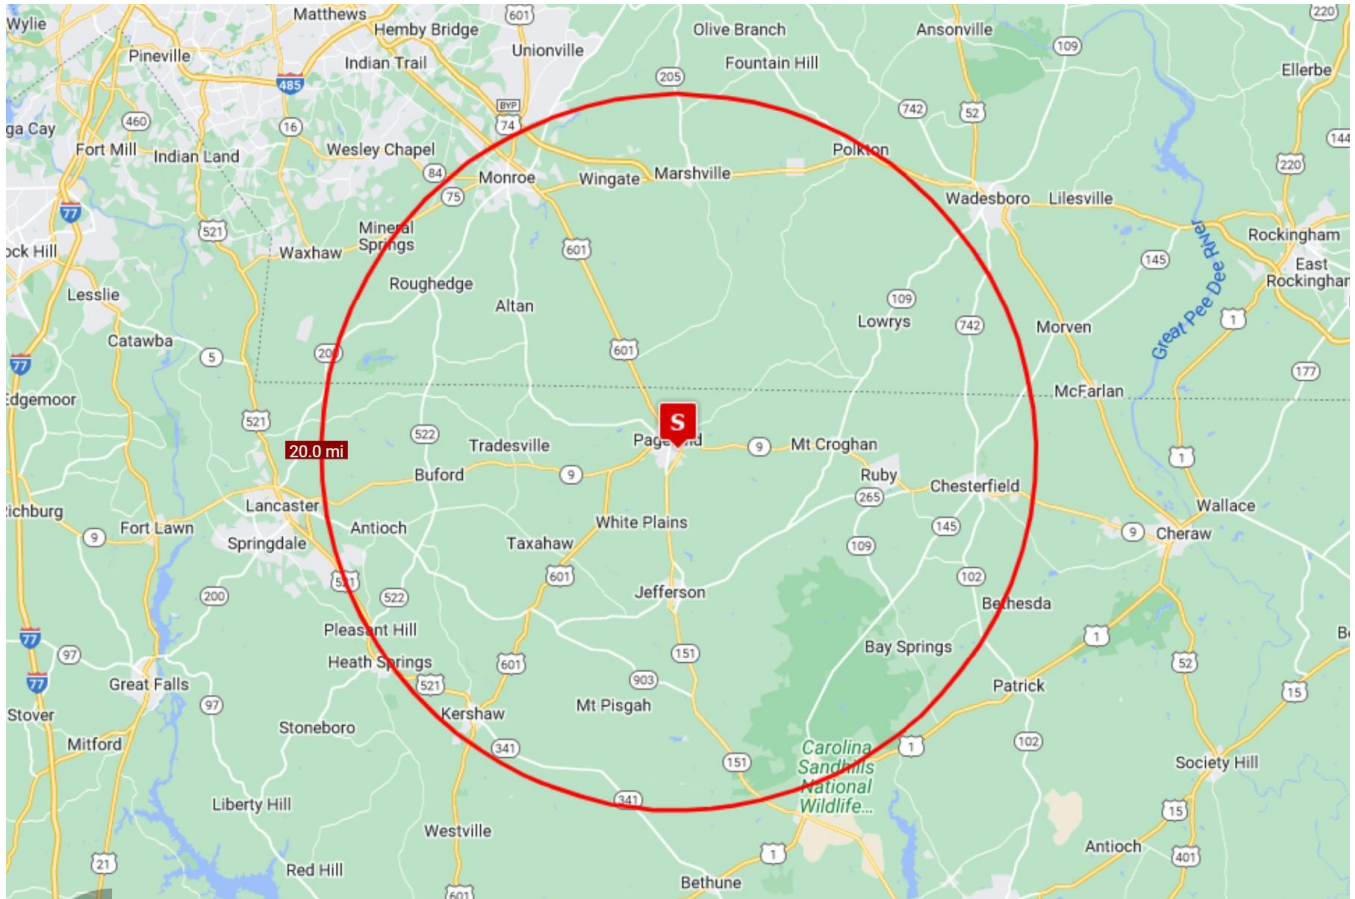 Wylie
Matthews
601
Hemby Bridge
Olive Branch
Ansonville
220
Pineville
Unionville
109
Indian Trail
Fountain Hill
Ellerbe
485
205
BYP
74
742
52
ga Cay
460
16
144
Fort Mill
Indian Land
Wesley Chapel
Polkton
220
84
Monroe
Wingate
Marshville
75
Wadesboro
Lilesville
77
521
Mineral
Springs
Rockingham
ock Hill
Waxhaw
601
145
East
Rockinghar
Great Pee Dee River
Lesslie
Roughedge
109
Altan
Lowrys
742
Morven
1
Catawba
5
200
601
77
177
McFarlan
Edgemoor
521
S
522
Tradesville
9
Mt Croghan
20.0 mi
1
Buford
9
Ruby
Chesterfield
265
Lancaster
Wallace
Richburg
Fort Lawn
Antioch
White Plains
145
9
9
Springdale
Taxahaw
109
Cheraw
521
601
102
200
522
Jefferson
Bethesda
Pleasant Hill
1
77
97
Heath Springs
601
151
Bay Springs
52
77
Great Falls
521
903
Patrick
15
97
Stover
Kershaw
Mt Pisgah
Stoneboro
Mitford
341
151
1
102
Carolina
Sandhills
National
Wildlife...
Society Hill
341
Liberty Hill
15
Westville
21
1
Antioch
401
Red Hill
Bethune
601